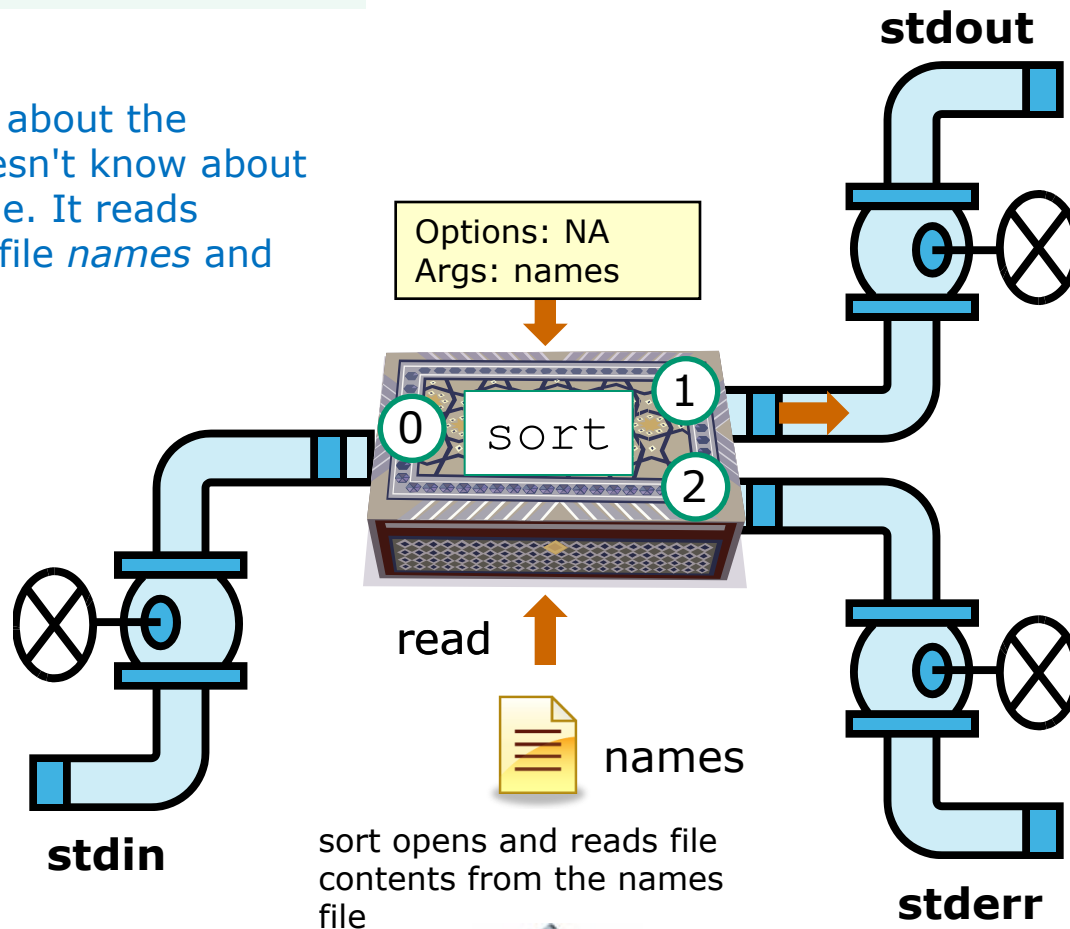 stdout
about the
esn't know about
e. It reads
file names and
Options: NA
Args: names
0
sort
1
2
read
names
stdin
sort opens and reads file
contents from the names
file
stderr